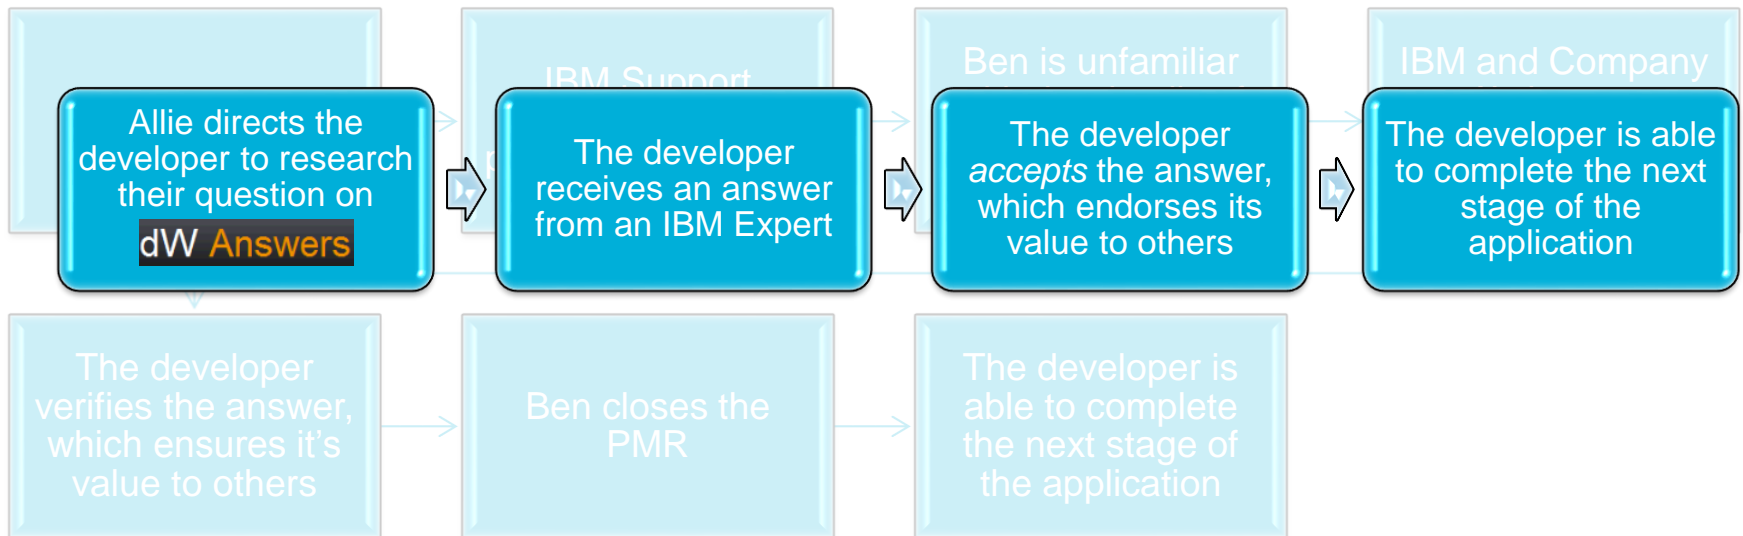 IBM Support
Ben is unfamiliar
IBM and Company
Allie directs the
developer to research
their question on
dW Answers
The developer
receives an answer
from an IBM Expert
The developer
accepts the answer,
which endorses its
value to others
The developer is able
to complete the next
stage of the
application
The developer
verifies the answer,
which ensures it's
value to others
Ben closes the
PMR
The developer is
able to complete
the next stage of
the application